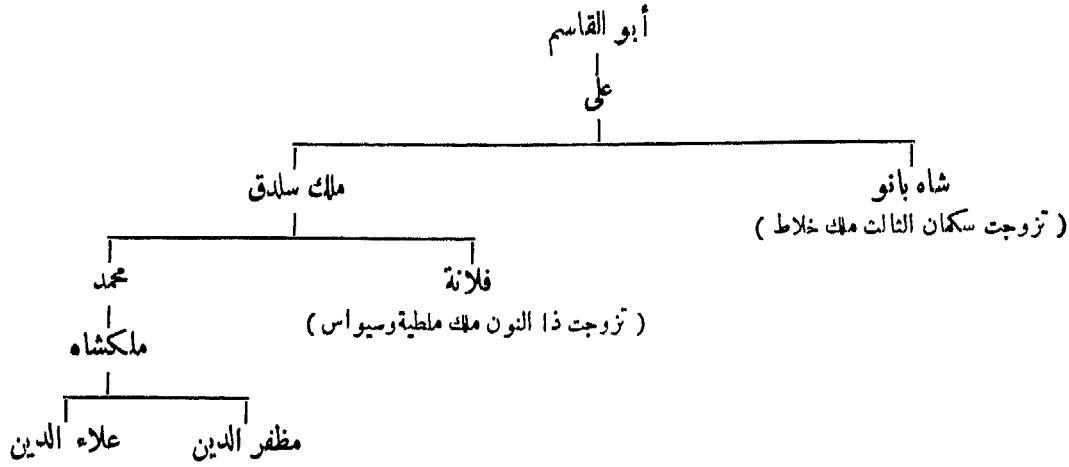 أبو القاسم
على
شاه بانو
ملك سلدق
( تزوجت سكمان الثالث ملك خلاط )
فلانة
محمد
( تزوجت ذا النون ملك ملطية وسيواس )
ملكشاه
مظفر الدين
علاء الدين